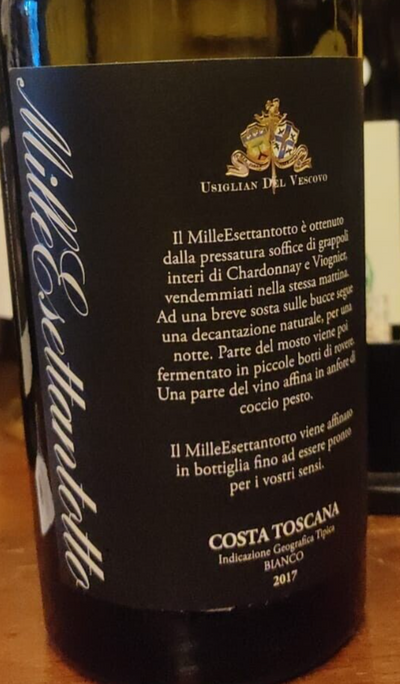 MilleEsettantotto
USIGLIAN DEL VESCOVO
Il MilleEsettantotto è ottenuto
dalla pressatura soffice di grappoli
interi di Chardonnay e Viognier,
vendemmiati nella stessa mattina.
Ad una breve sosta sulle bucce segue
una decantazione naturale, per una
notte. Parte del mosto viene poi
fermentato in piccole botti di rovere.
Una parte del vino affina in anfore di
coccio pesto.
Il MilleEsettantotto viene affinato
in bottiglia fino ad essere pronto
per i vostri sensi.
COSTA TOSCANA
Indicazione Geografica Tipica
BIANCO
2017